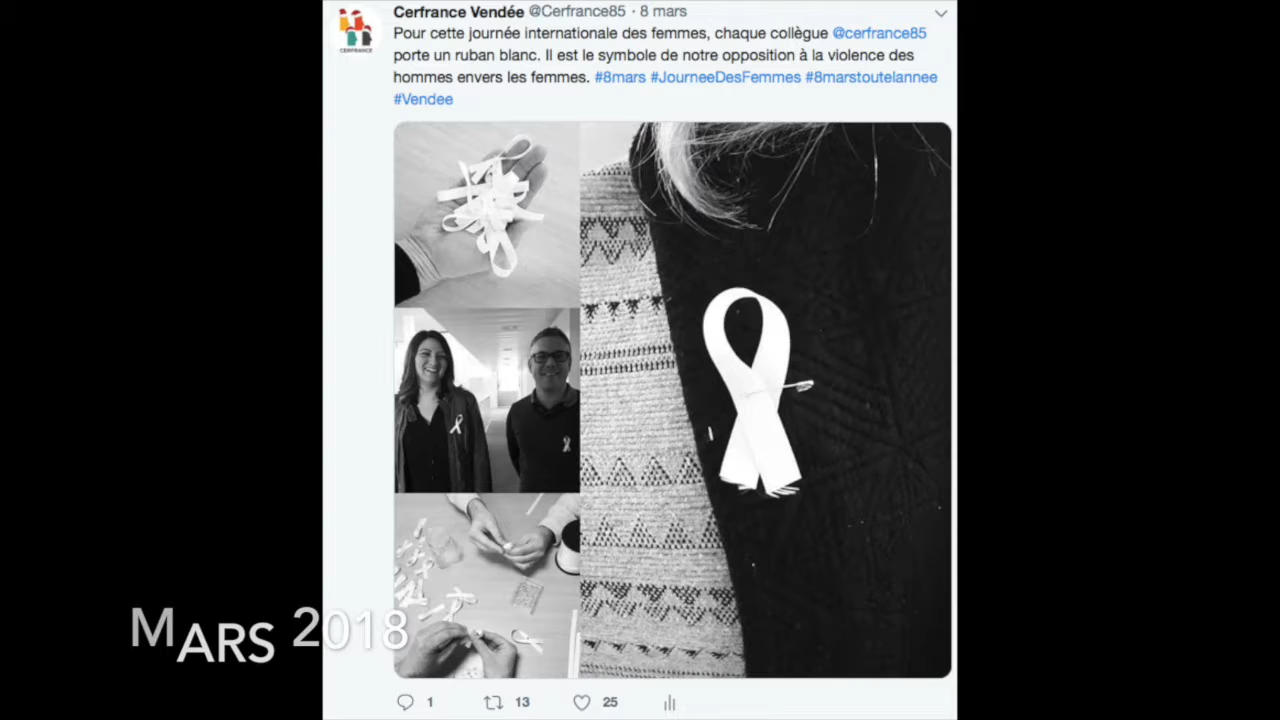 Cerfrance Vendée @Cerfrance85 · 8 mars
Pour cette journée internationale des femmes, chaque collègue @cerfrance85
porte un ruban blanc. Il est le symbole de notre opposition à la violence des
hommes envers les femmes. #8mars #JourneeDesFemmes #8marstoutelannee
#Vendee
CERFRANCE
MARS 2018
1 13 25